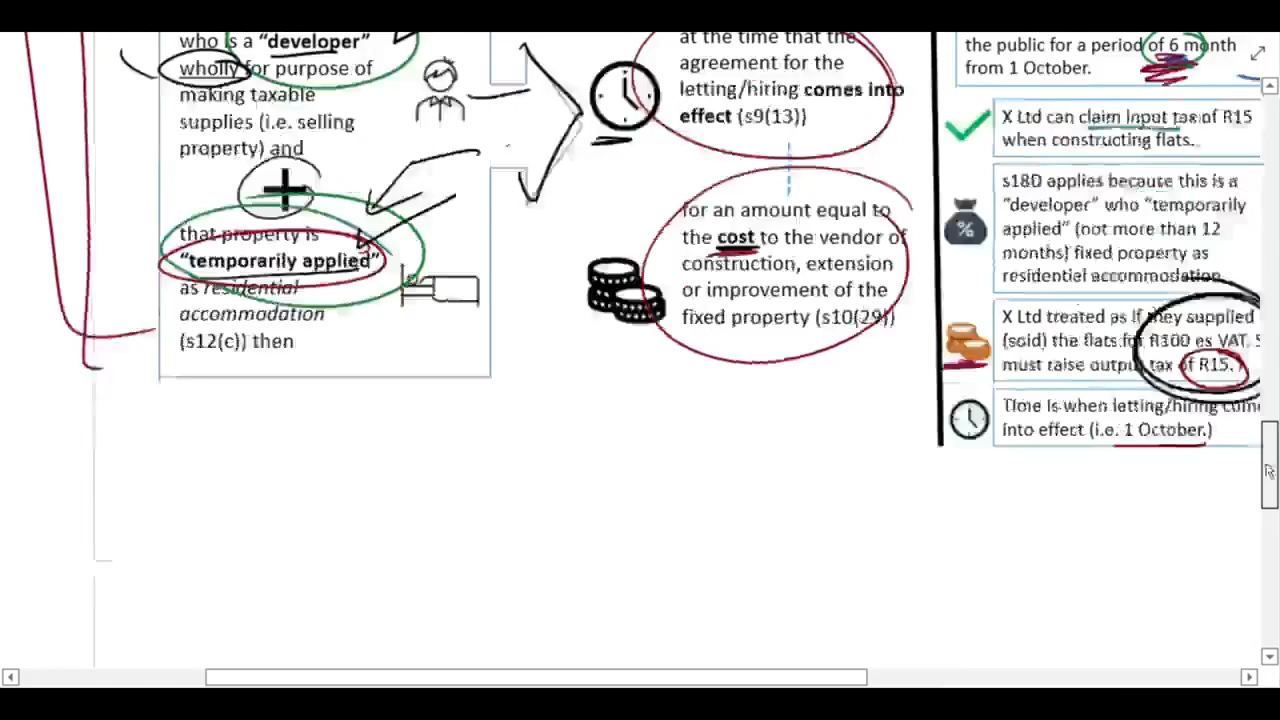 who is a “developer”
wholly for purpose of
making taxable
supplies (i.e. selling
property) and
that property is
“temporarily applied”
as residential
accommodation
(s12(c)) then
at the time that the
agreement for the
letting/hiring comes into
effect (s9(13))
for an amount equal to
the cost to the vendor of
construction, extension
or improvement of the
fixed property (s10(29))
the public for a period of 6 month
from 1 October.
X Ltd can claim Input tax of R15
when constructing flats.
s18D applies because this is a
“developer” who “temporarily
applied” (not more than 12
months) fixed property as
residential accommodation
%
X Ltd treated as if they supplied
(sold) the flats for R100 es VAT.
must raise output tax of R15.
Time is when letting/hiring
into effect (i.e. 1 October.)